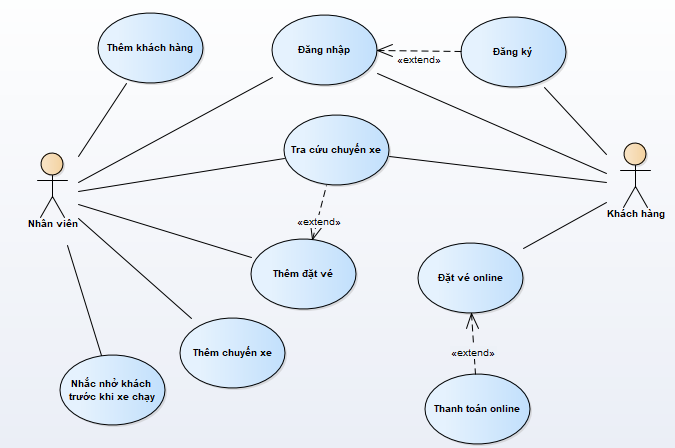 Thêm khách hàng
Đăng nhập
Đăng ký
«extend»
Tra cứu chuyến xe
Nhân viên
Khách hàng
«extend»
Thêm đặt vé
Đặt vé online
Thêm chuyến xe
«extend»
Nhắc nhở khách
trước khi xe chạy
Thanh toán online